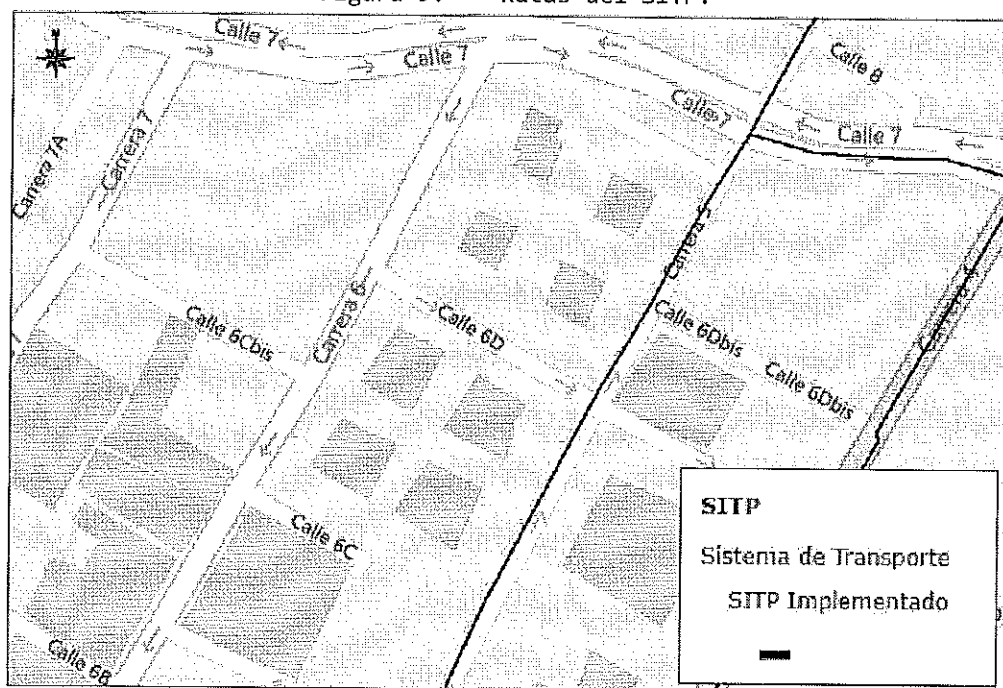 Rutas del SITP.
Calle 7
Calle 7
Calle 7
Calle 8
Calle 7
Carrera 7A
Carrera 7
Carrera 5
Carrera 6
Calle 6Cbis
Calle 6D
Calle 6Dbis
Calle 6Dbis
Calle 6C
Calle 6B
SITP
Sistema de Transporte
SITP Implementado